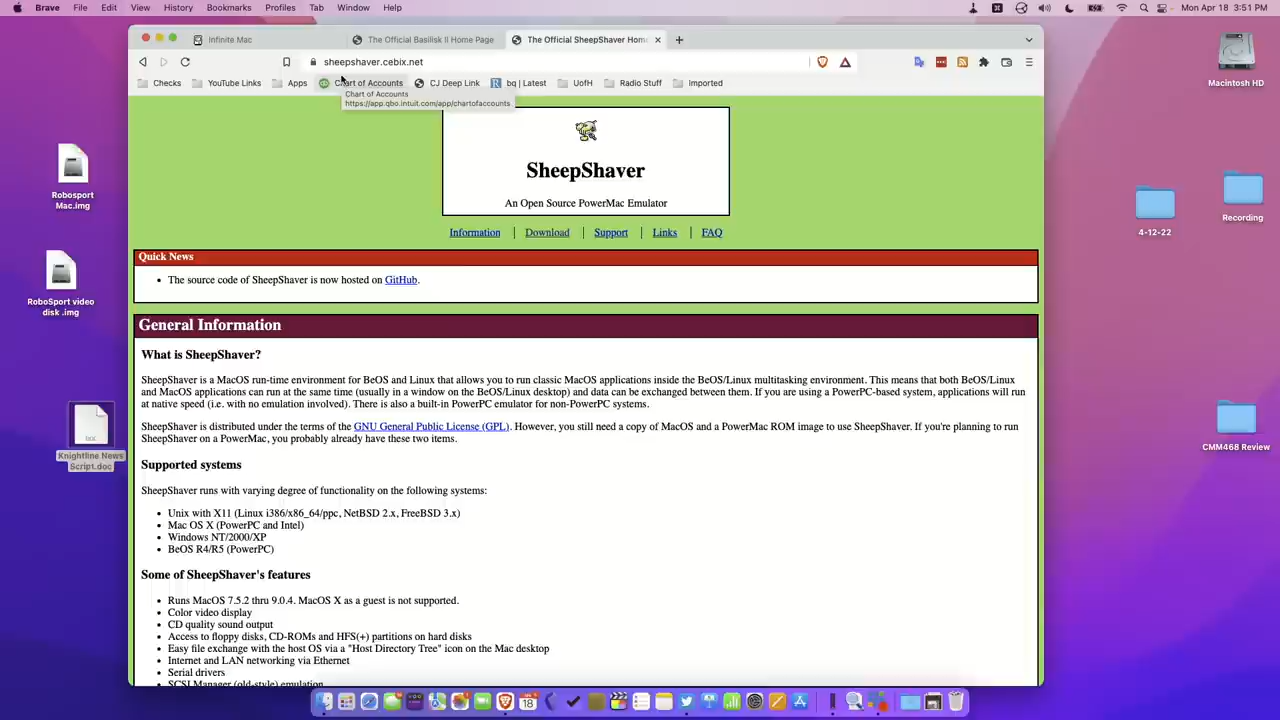 Brave File Edit View History Bookmarks Profiles Tab Window Help Mon Apr 18 3:51 PM
Infinite Mac The Official Basilisk II Home Page The Official SheepShaver Hom
sheepshaver.cebix.net
Checks YouTube Links Apps Chart of Accounts CJ Deep Link bq | Latest UofH Radio Stuff Imported
Chart of Accounts
https://app.qbo.intuit.com/app/chartofaccounts
SheepShaver
An Open Source PowerMac Emulator
Information | Download | Support | Links | FAQ
Quick News
• The source code of SheepShaver is now hosted on GitHub.
General Information
What is SheepShaver?
SheepShaver is a MacOS run-time environment for BeOS and Linux that allows you to run classic MacOS applications inside the BeOS/Linux multitasking environment. This means that both BeOS/Linux
and MacOS applications can run at the same time (usually in a window on the BeOS/Linux desktop) and data can be exchanged between them. If you are using a PowerPC-based system, applications will run
at native speed (i.e. with no emulation involved). There is also a built-in PowerPC emulator for non-PowerPC systems.
SheepShaver is distributed under the terms of the GNU General Public License (GPL). However, you still need a copy of MacOS and a PowerMac ROM image to use SheepShaver. If you're planning to run
SheepShaver on a PowerMac, you probably already have these two items.
Supported systems
SheepShaver runs with varying degree of functionality on the following systems:
• Unix with X11 (Linux i386/x86_64/ppc, NetBSD 2.x, FreeBSD 3.x)
• Mac OS X (PowerPC and Intel)
• Windows NT/2000/XP
• BeOS R4/R5 (PowerPC)
Some of SheepShaver's features
• Runs MacOS 7.5.2 thru 9.0.4. MacOS X as a guest is not supported.
• Color video display
• CD quality sound output
• Access to floppy disks, CD-ROMs and HFS(+) partitions on hard disks
• Easy file exchange with the host OS via a "Host Directory Tree" icon on the Mac desktop
• Internet and LAN networking via Ethernet
• Serial drivers
• SCSI Manager (old-style) emulation
Robosport
Mac.img
RoboSport video
disk .img
Knightline News
Script.doc
Macintosh HD
4-12-22
Recording
CMM468 Review
18